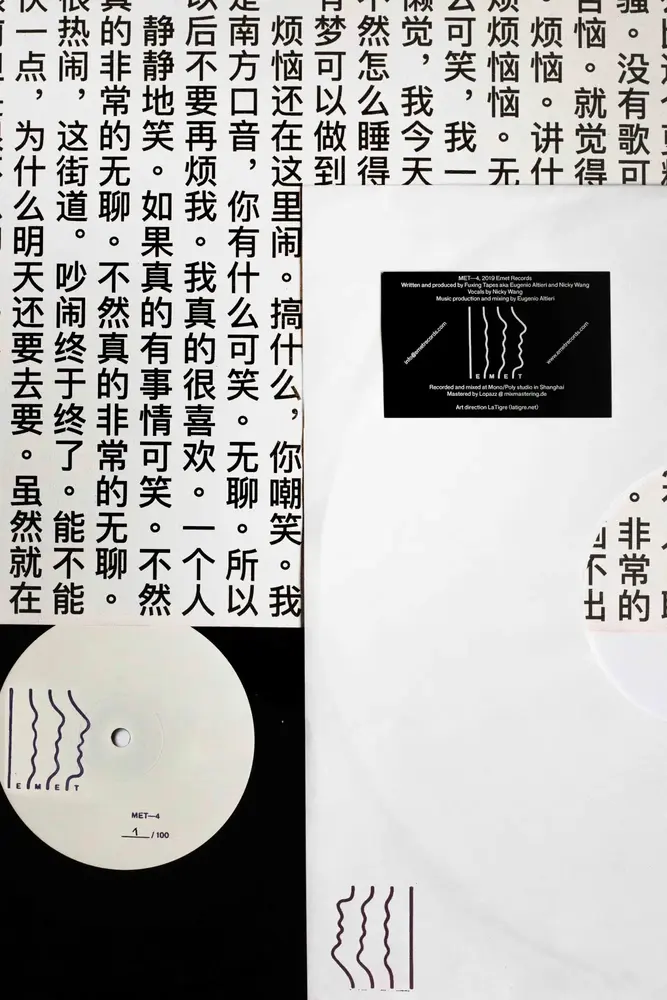 骚。没有歌可
恼。就觉得
烦恼。讲什
烦恼恼。无
么可笑，我一
懒觉，我今天
不然怎么睡得
有梦可以做到
烦恼还在这里闹。搞什么，你嘲笑。我
是南方口音，你有什么可笑。无聊。所以
以后不要再烦我。我真的很喜欢。一个人
静静地笑。如果真的有事情可笑。不然
真的非常的无聊。不然真的非常的无聊。
很热闹，这街道。吵闹终于终了。能不能
快一点，为什么明天还要去要。虽然就在
MET—4, 2019 Emet Records
Written and produced by Fuxing Tapes aka Eugenio Altieri and Nicky Wang
Vocals by Nicky Wang
Music production and mixing by Eugenio Altieri
info@emetrecords.com
www.emetrecords.com
EMET
Recorded and mixed at Mono/Poly studio in Shanghai
Mastered by Lopazz @ mixmastering.de
Art direction LaTigre (latigre.net)
。非常的
不出
EMET
MET—4
1 / 100